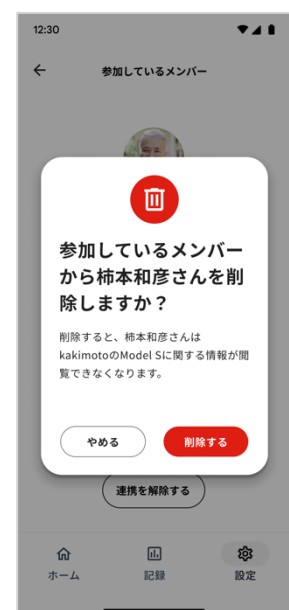 12:30
参加しているメンバー
参加しているメンバー
から柿本和彦さんを削
除しますか？
削除すると、柿本和彦さんは
kakimotoのModel Sに関する情報が閲
覧できなくなります。
やめる
削除する
連携を解除する
ホーム
記録
設定